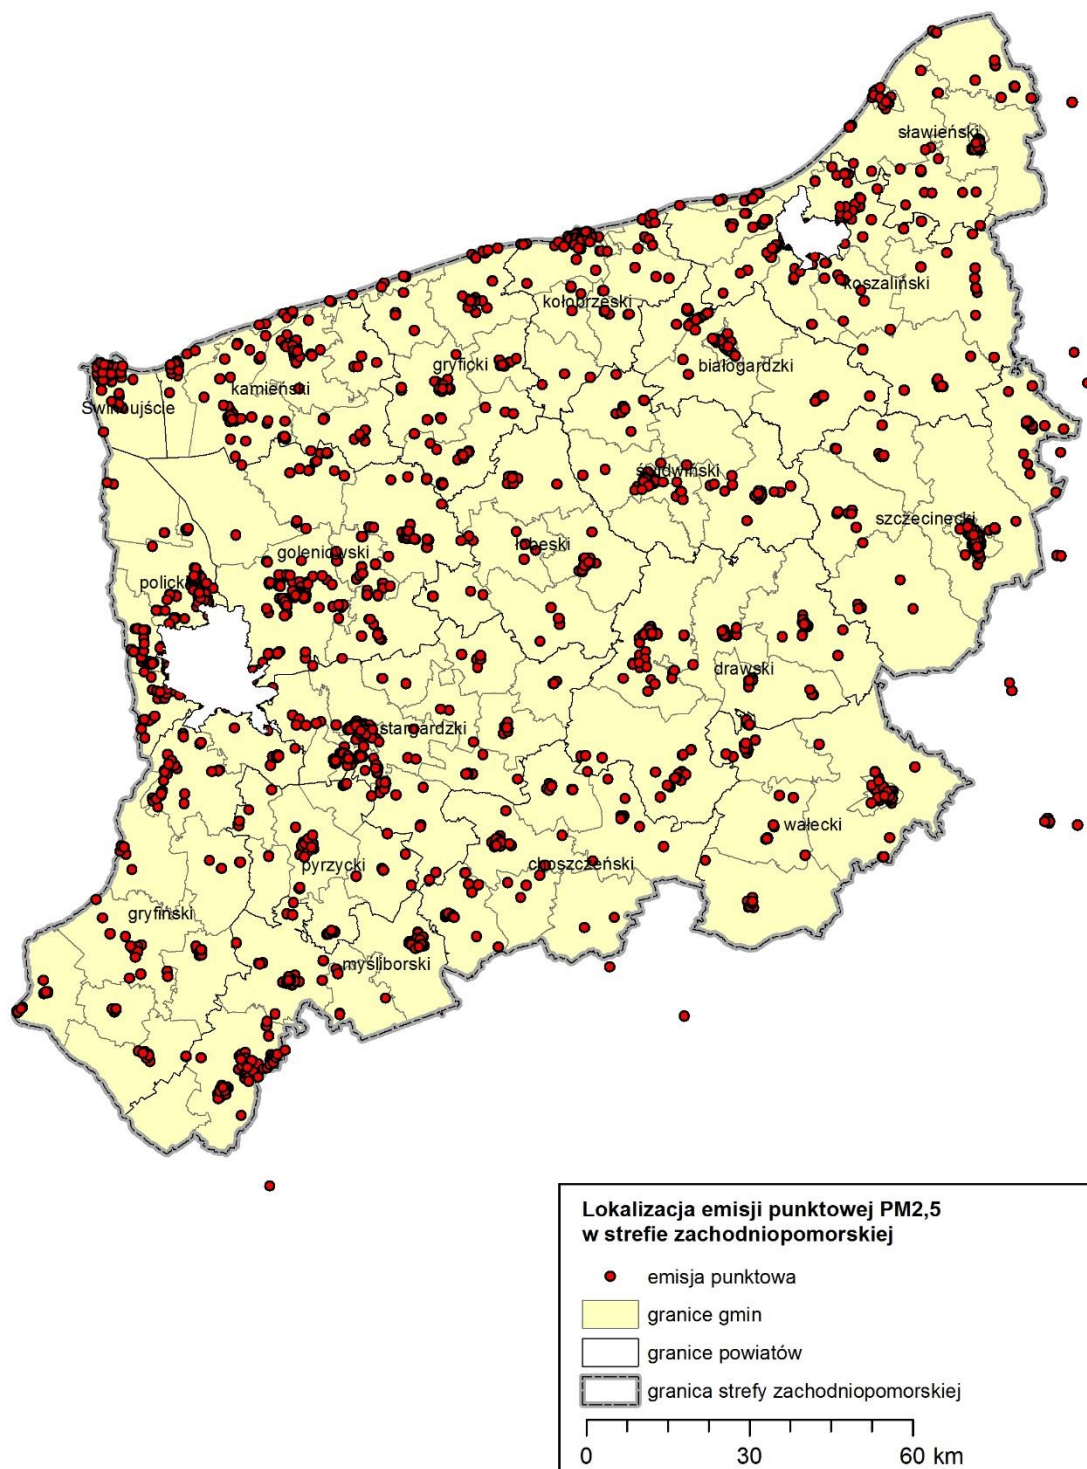 sławieński
koszaliński
kołobrzeski
białogardzki
gryficki
kamieński
Świnoujście
świdwiński
szczecinecki
łobeski
goleniowski
policki
drawski
stargardzki
wałecki
choszczeński
pyrzycki
gryfiński
myśliborski
Lokalizacja emisji punktowej PM2,5
w strefie zachodniopomorskiej
emisja punktowa
granice gmin
granice powiatów
granica strefy zachodniopomorskiej
0 30 60 km